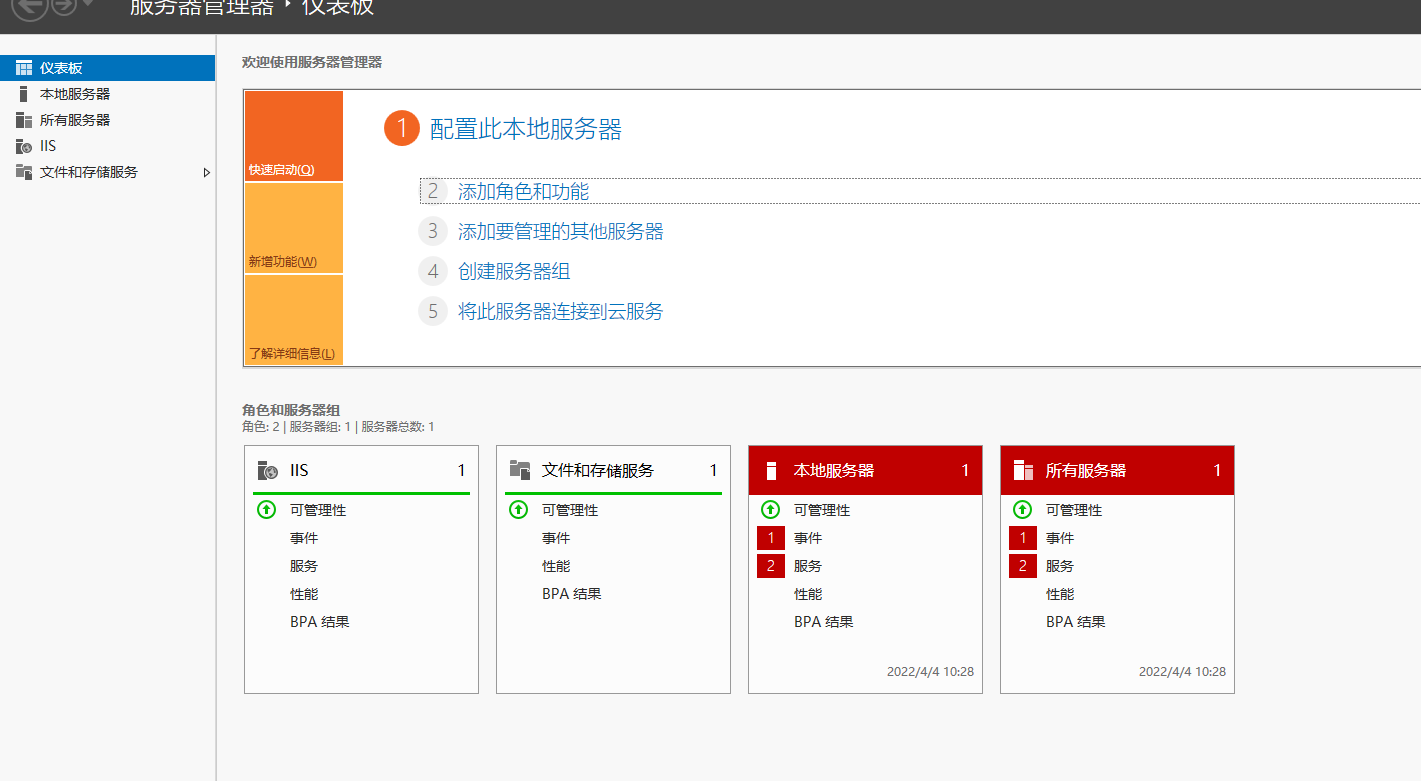 服务器管理器 ‣ 仪表板
仪表板
本地服务器
所有服务器
IIS
文件和存储服务
欢迎使用服务器管理器
快速启动(Q)
新增功能(W)
了解详细信息(L)
1 配置此本地服务器
2 添加角色和功能
3 添加要管理的其他服务器
4 创建服务器组
5 将此服务器连接到云服务
角色和服务器组
角色: 2 | 服务器组: 1 | 服务器总数: 1
IIS 1
可管理性
事件
服务
性能
BPA 结果
文件和存储服务 1
可管理性
事件
性能
BPA 结果
本地服务器 1
可管理性
1 事件
2 服务
性能
BPA 结果
2022/4/4 10:28
所有服务器 1
可管理性
1 事件
2 服务
性能
BPA 结果
2022/4/4 10:28